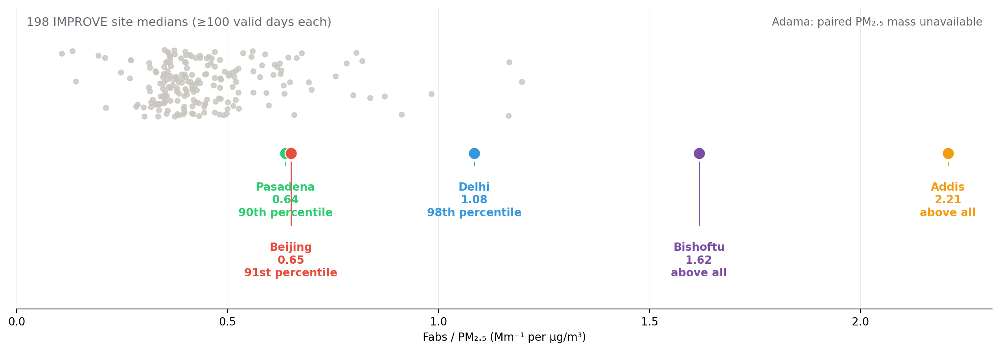 198 IMPROVE site medians (≥100 valid days each)
Adama: paired PM₂.₅ mass unavailable
Pasadena
0.64
90th percentile
Delhi
1.08
98th percentile
Addis
2.21
above all
Beijing
0.65
91st percentile
Bishoftu
1.62
above all
0.0 0.5 1.0 1.5 2.0
Fabs / PM₂.₅ (Mm⁻¹ per µg/m³)